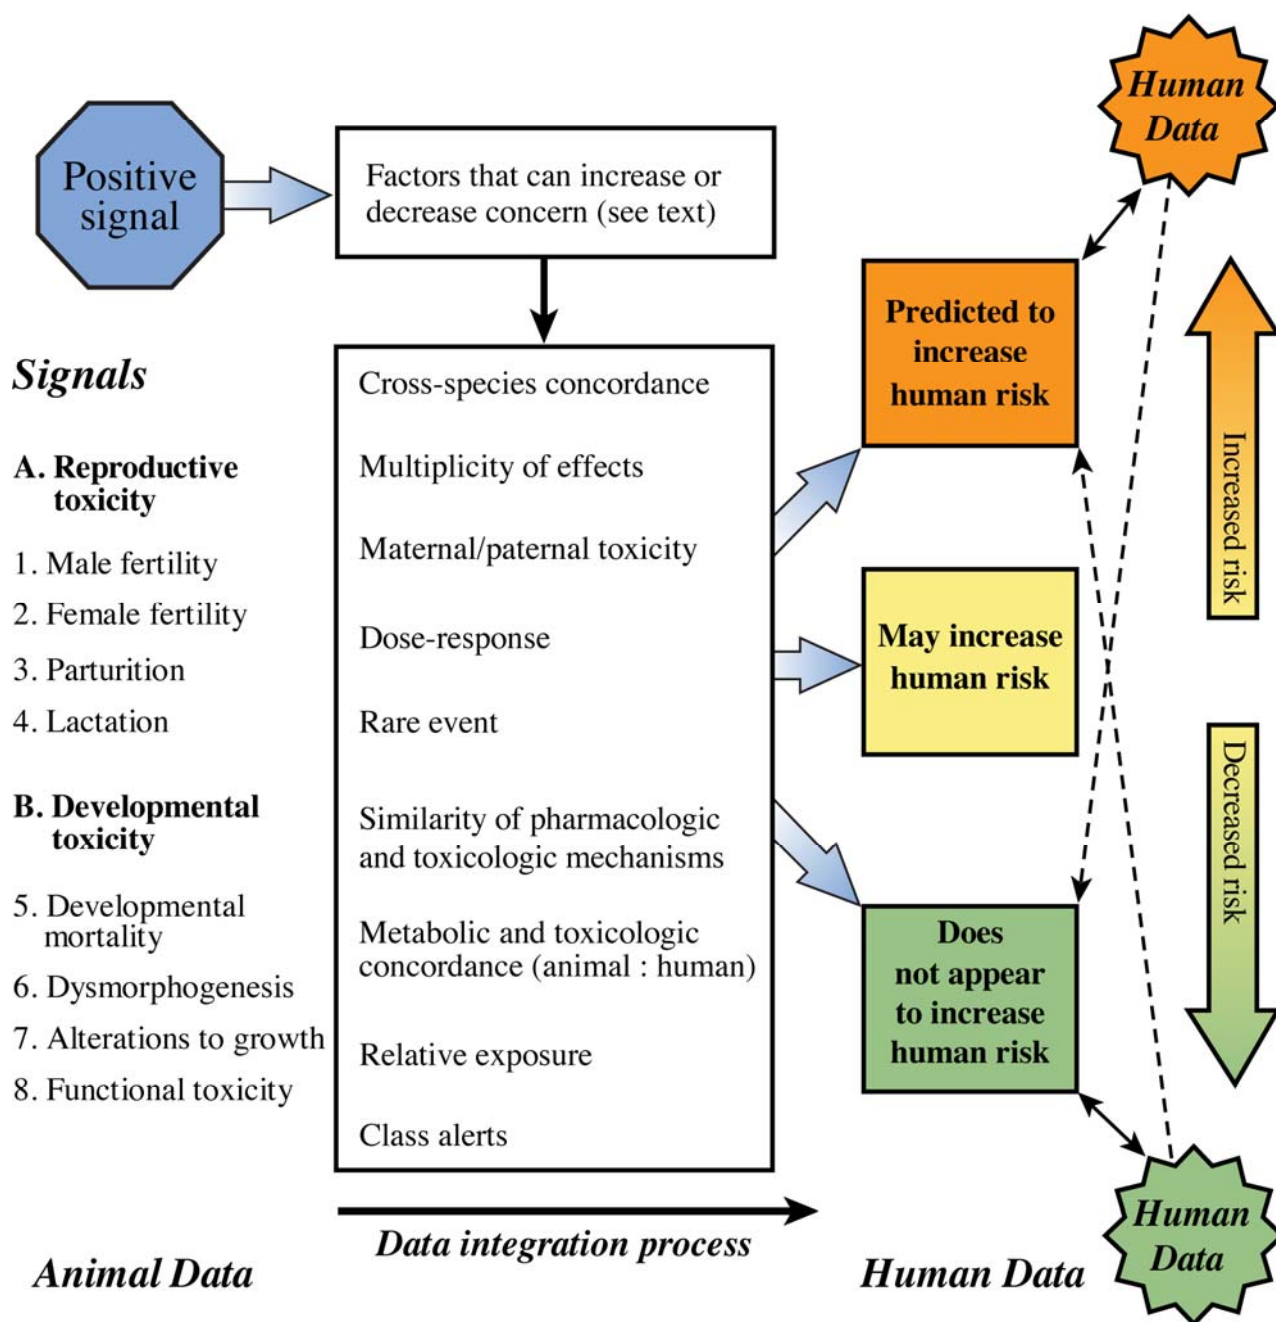 Positive
signal
Factors that can increase or
decrease concern (see text)
Signals
A. Reproductive
toxicity
1. Male fertility
2. Female fertility
3. Parturition
4. Lactation
B. Developmental
toxicity
5. Developmental
mortality
6. Dysmorphogenesis
7. Alterations to growth
8. Functional toxicity
Animal Data
Cross-species concordance
Multiplicity of effects
Maternal/paternal toxicity
Dose-response
Rare event
Similarity of pharmacologic
and toxicologic mechanisms
Metabolic and toxicologic
concordance (animal : human)
Relative exposure
Class alerts
Data integration process
Predicted to
increase
human risk
May increase
human risk
Does
not appear
to increase
human risk
Human Data
Human
Data
Increased risk
Decreased risk
Human
Data